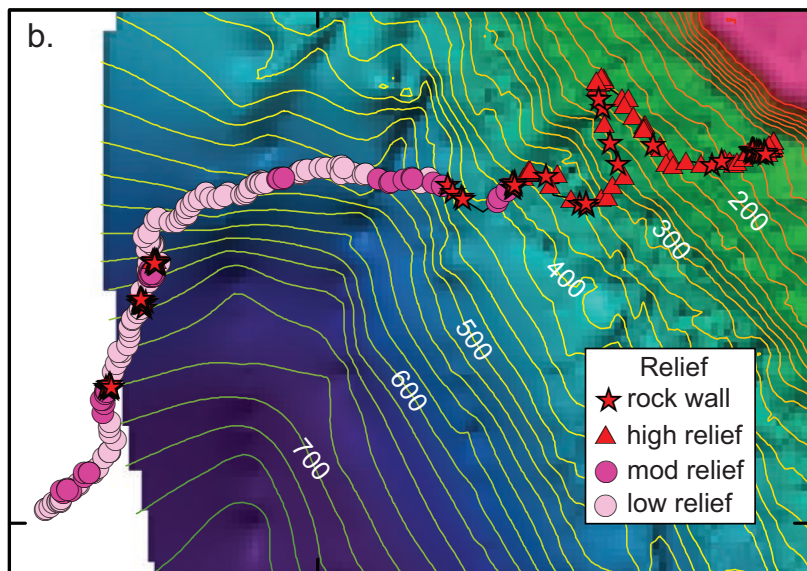 b.
200
300
400
500
600
700
Relief
rock wall
high relief
mod relief
low relief